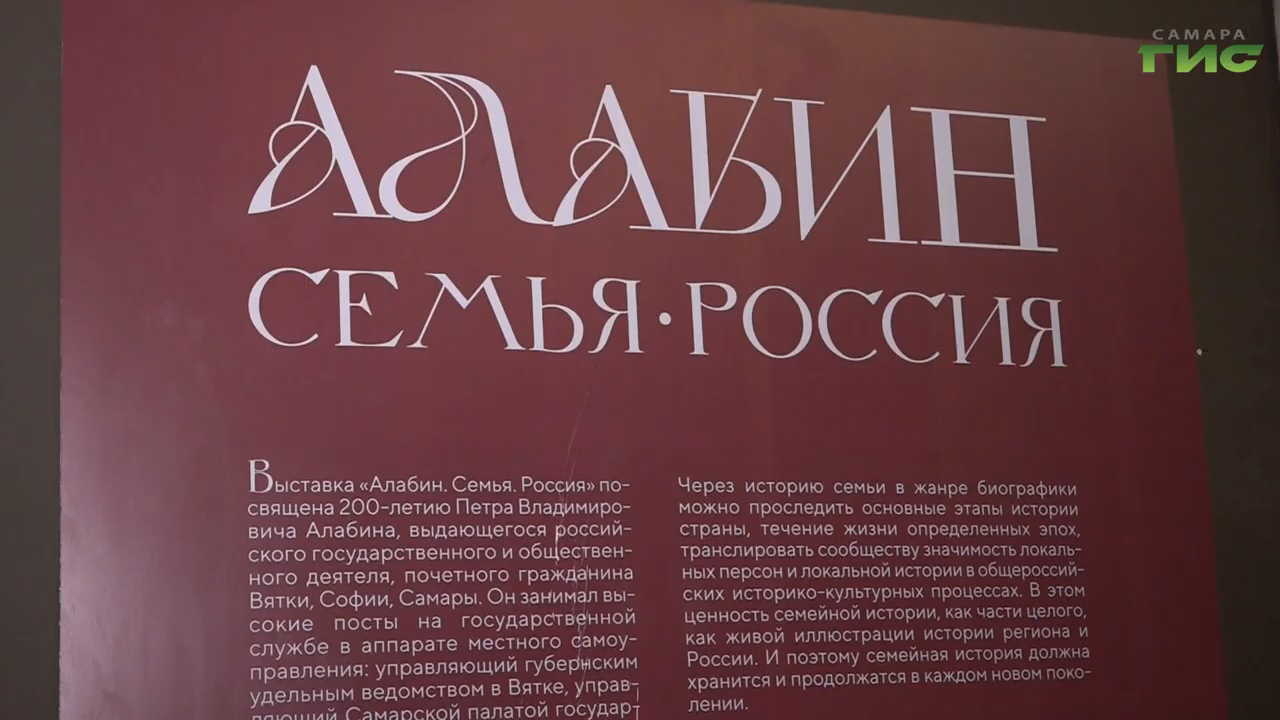 САМАРА
ГИС
АЛАБИН
СЕМЬЯ·РОССИЯ
Выставка «Алабин. Семья. Россия» по-
священа 200-летию Петра Владимиро-
вича Алабина, выдающегося россий-
ского государственного и обществен-
ного деятеля, почетного гражданина
Вятки, Софии, Самары. Он занимал вы-
сокие посты на государственной
службе в аппарате местного самоу-
правления: управляющий губернским
удельным ведомством в Вятке, управ-
ляющий Самарской палатой государ-
Через историю семьи в жанре биографики
можно проследить основные этапы истории
страны, течение жизни определенных эпох,
транслировать сообществу значимость локаль-
ных персон и локальной истории в общероссий-
ских историко-культурных процессах. В этом
ценность семейной истории, как части целого,
как живой иллюстрации истории региона и
России. И поэтому семейная история должна
хранится и продолжатся в каждом новом поко-
лении.